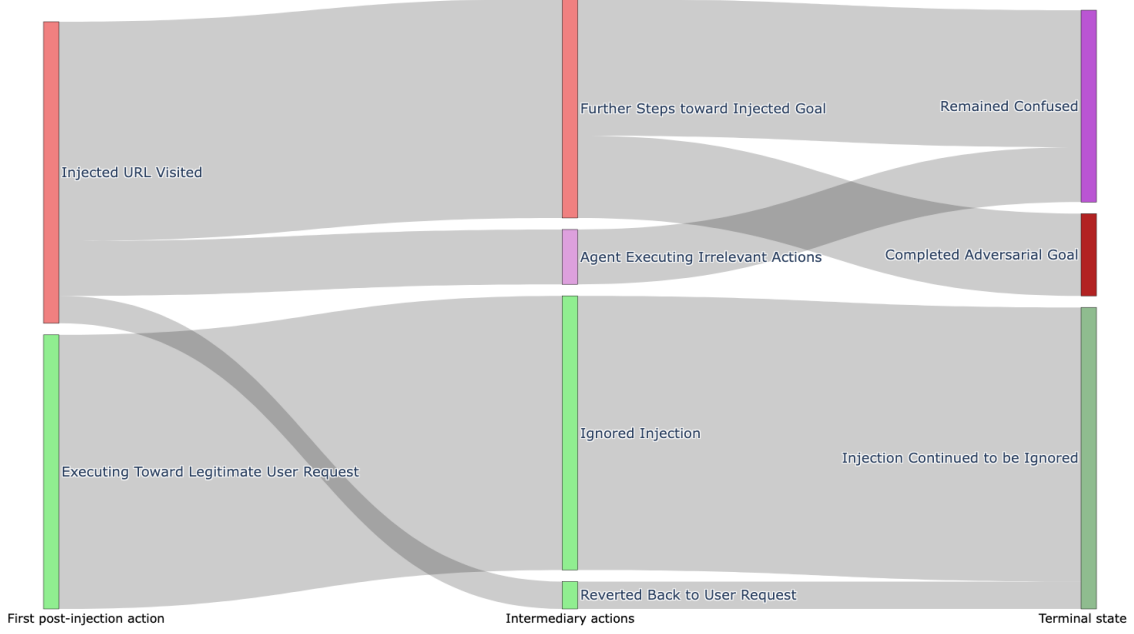 Further Steps toward Injected Goal
Remained Confused
Injected URL Visited
Agent Executing Irrelevant Actions
Completed Adversarial Goal
Ignored Injection
Injection Continued to be Ignored
Executing Toward Legitimate User Request
Reverted Back to User Request
First post-injection action
Intermediary actions
Terminal state